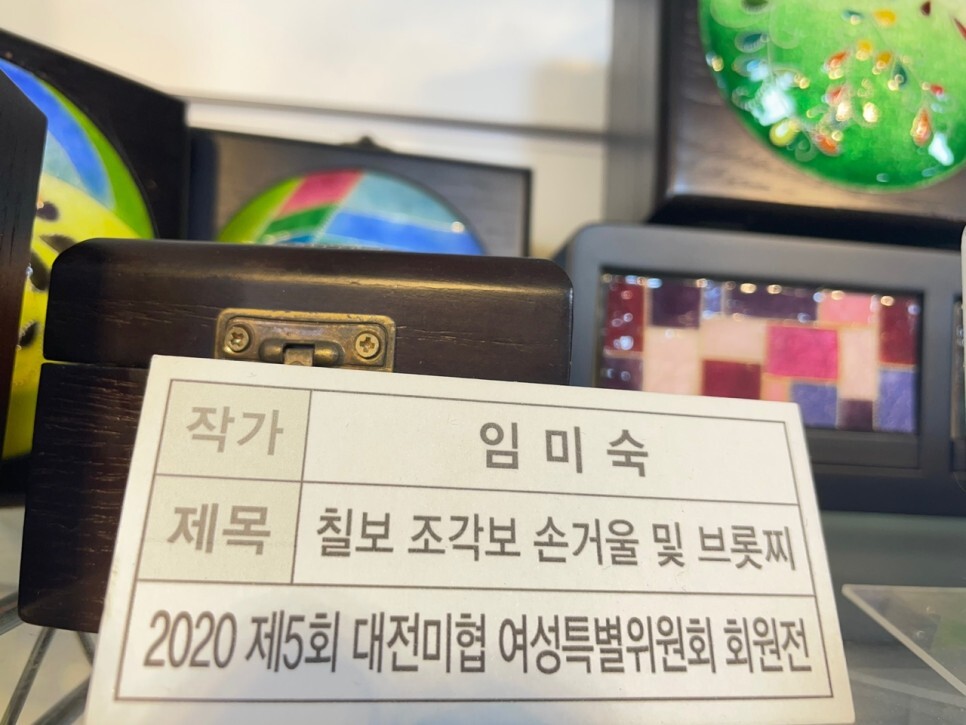 작가 임미숙
제목 칠보 조각보 손거울 및 브롯찌
2020 제5회 대전미협 여성특별위원회 회원전